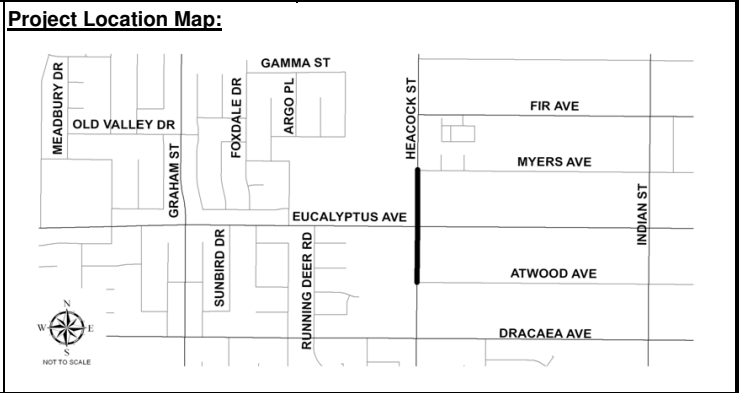 Project Location Map:
GAMMA ST
MEADBURY DR
OLD VALLEY DR
GRAHAM ST
FOXDALE DR
ARGO PL
HEACOCK ST
FIR AVE
MYERS AVE
INDIAN ST
EUCALYPTUS AVE
SUNBIRD DR
RUNNING DEER RD
ATWOOD AVE
DRACAEA AVE
N
W
E
S
NOT TO SCALE